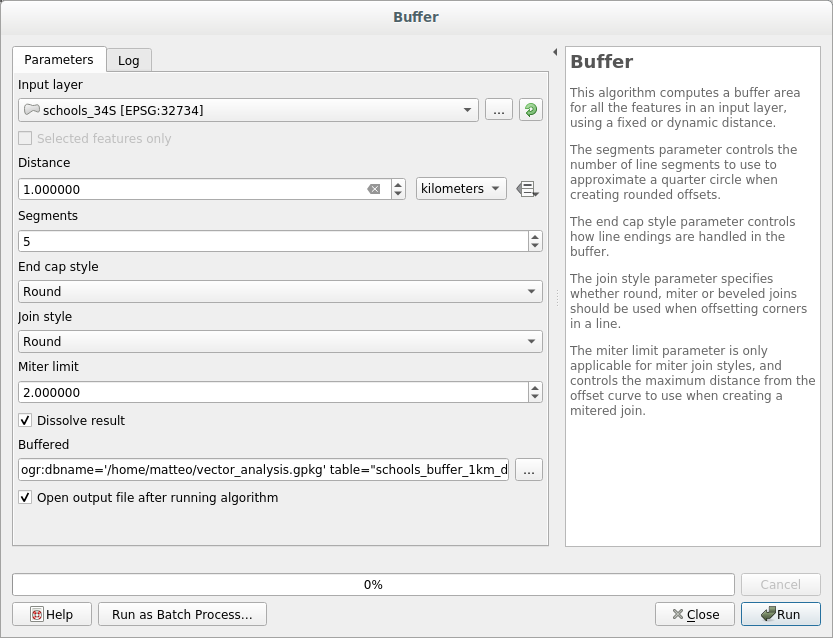 Buffer
Parameters
Log
Input layer
schools_34S [EPSG:32734]
...
Selected features only
Distance
1.000000
kilometers
Segments
5
End cap style
Round
Join style
Round
Miter limit
2.000000
Dissolve result
Buffered
ogr:dbname='/home/matteo/vector_analysis.gpkg' table="schools_buffer_1km_d
...
Open output file after running algorithm
Buffer
This algorithm computes a buffer area
for all the features in an input layer,
using a fixed or dynamic distance.
The segments parameter controls the
number of line segments to use to
approximate a quarter circle when
creating rounded offsets.
The end cap style parameter controls
how line endings are handled in the
buffer.
The join style parameter specifies
whether round, miter or beveled joins
should be used when offsetting corners
in a line.
The miter limit parameter is only
applicable for miter join styles, and
controls the maximum distance from the
offset curve to use when creating a
mitered join.
0%
Cancel
Help
Run as Batch Process...
Close
Run